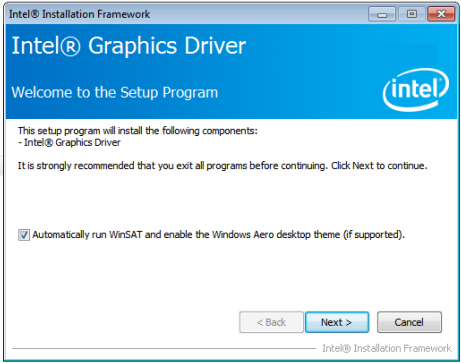 Intel® Installation Framework
Intel® Graphics Driver
Welcome to the Setup Program
intel
This setup program will install the following components:
- Intel® Graphics Driver
It is strongly recommended that you exit all programs before continuing. Click Next to continue.
Automatically run WinSAT and enable the Windows Aero desktop theme (if supported).
< Back Next > Cancel
Intel® Installation Framework